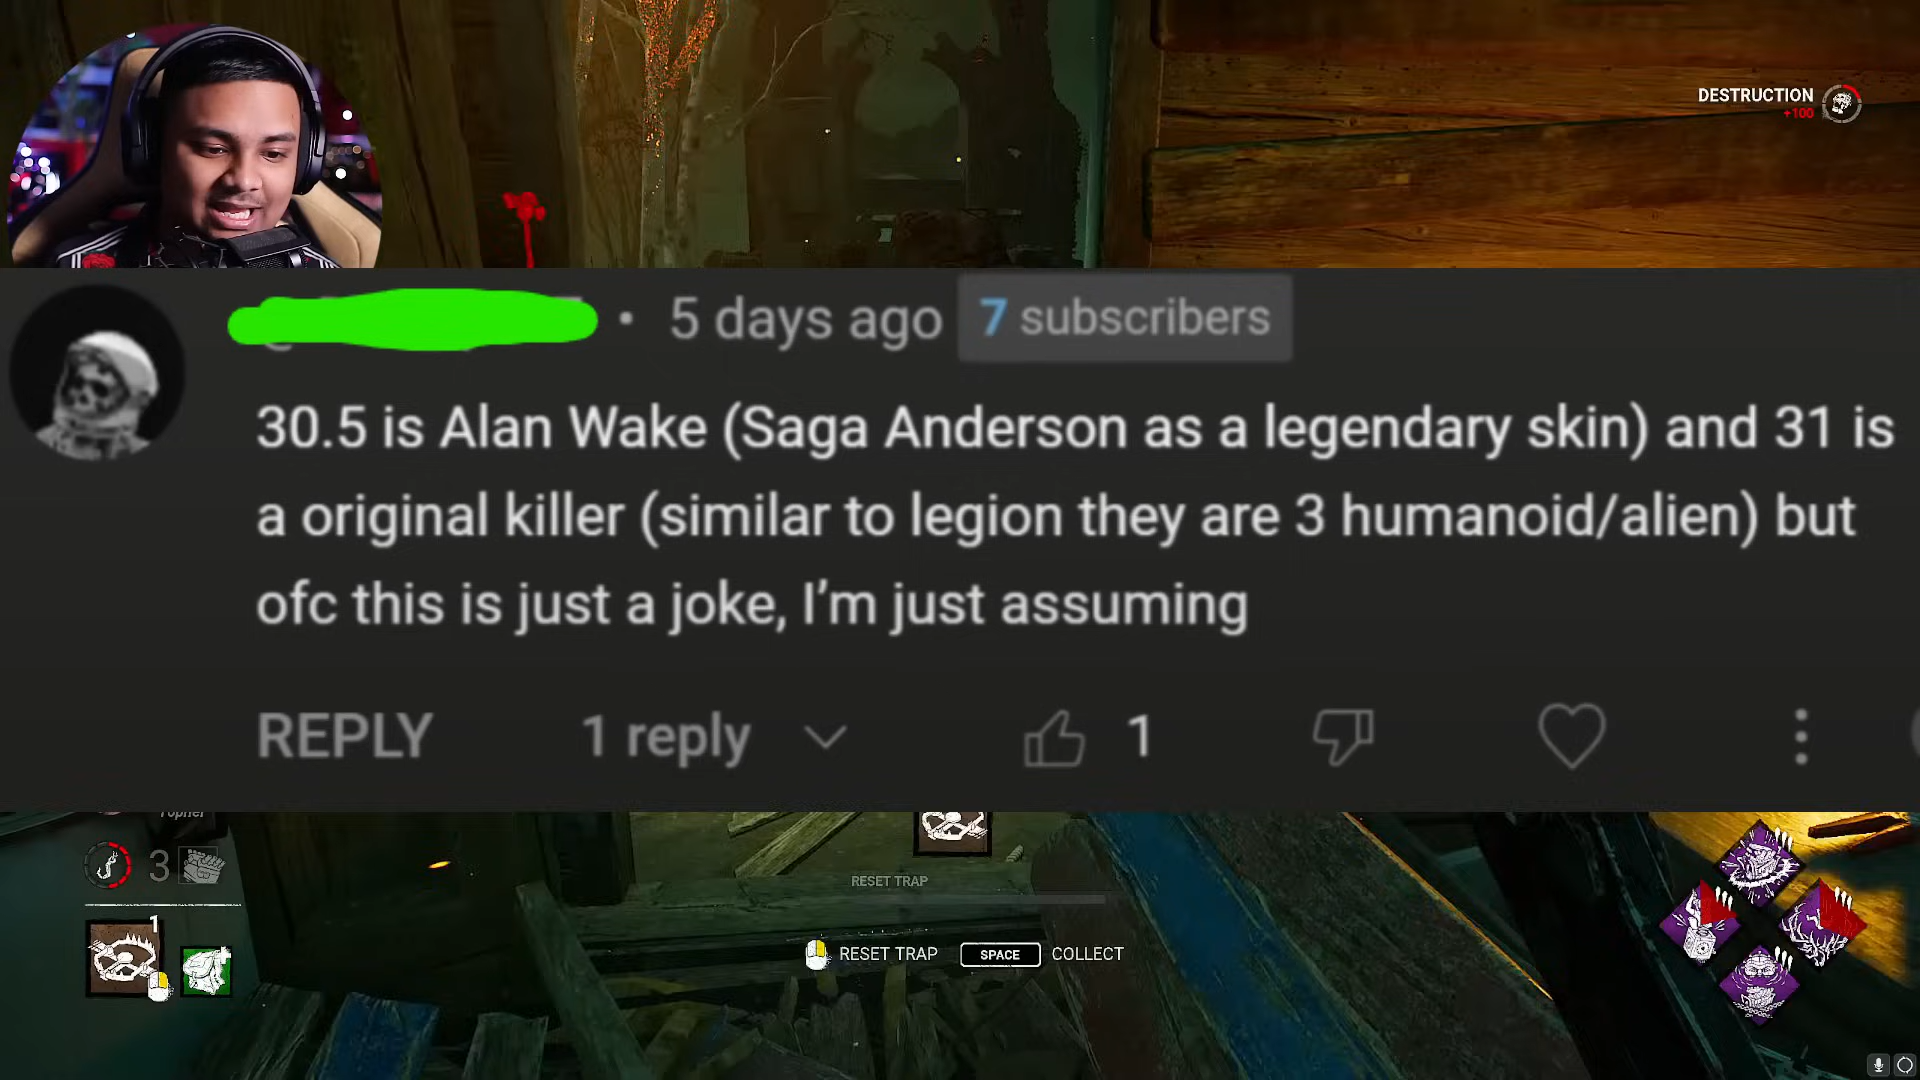 DESTRUCTION
+100
• 5 days ago 7 subscribers
30.5 is Alan Wake (Saga Anderson as a legendary skin) and 31 is
a original killer (similar to legion they are 3 humanoid/alien) but
ofc this is just a joke, I'm just assuming
REPLY 1 reply 1
3
RESET TRAP
1
RESET TRAP SPACE COLLECT